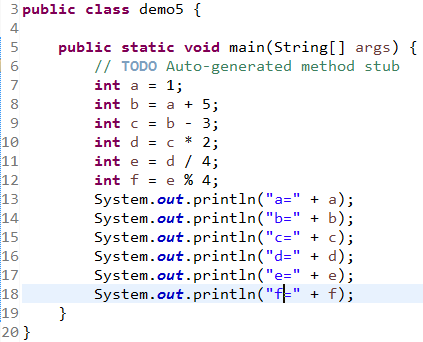 3 public class demo5 {
4
5     public static void main(String[] args) {
6         // TODO Auto-generated method stub
7         int a = 1;
8         int b = a + 5;
9         int c = b - 3;
10         int d = c * 2;
11         int e = d / 4;
12         int f = e % 4;
13         System.out.println("a=" + a);
14         System.out.println("b=" + b);
15         System.out.println("c=" + c);
16         System.out.println("d=" + d);
17         System.out.println("e=" + e);
18         System.out.println("f=" + f);
19     }
20 }